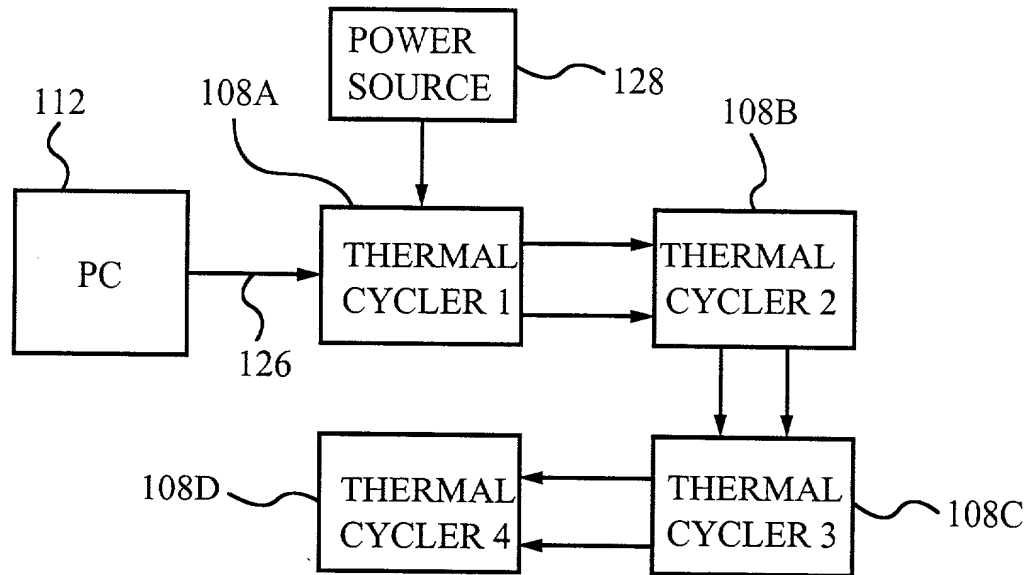 POWER
SOURCE
128
112
108A
108B
PC
THERMAL
CYCLER 1
THERMAL
CYCLER 2
126
108D
THERMAL
CYCLER 4
THERMAL
CYCLER 3
108C